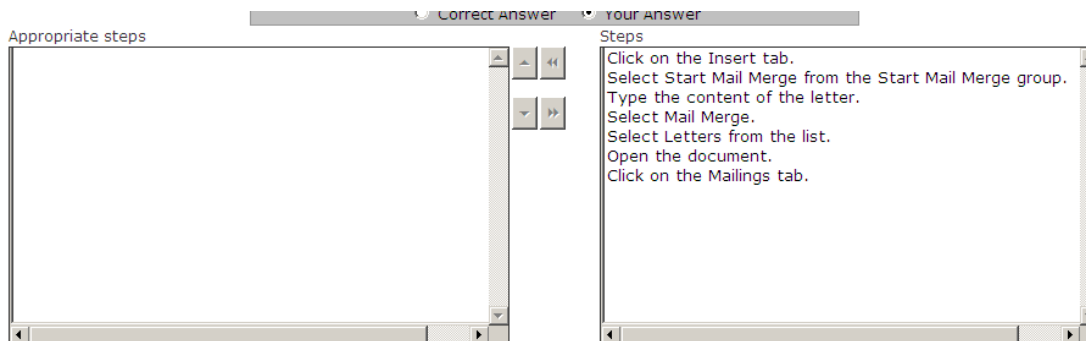 Correct Answer Your Answer
Appropriate steps
Steps
Click on the Insert tab.
Select Start Mail Merge from the Start Mail Merge group.
Type the content of the letter.
Select Mail Merge.
Select Letters from the list.
Open the document.
Click on the Mailings tab.